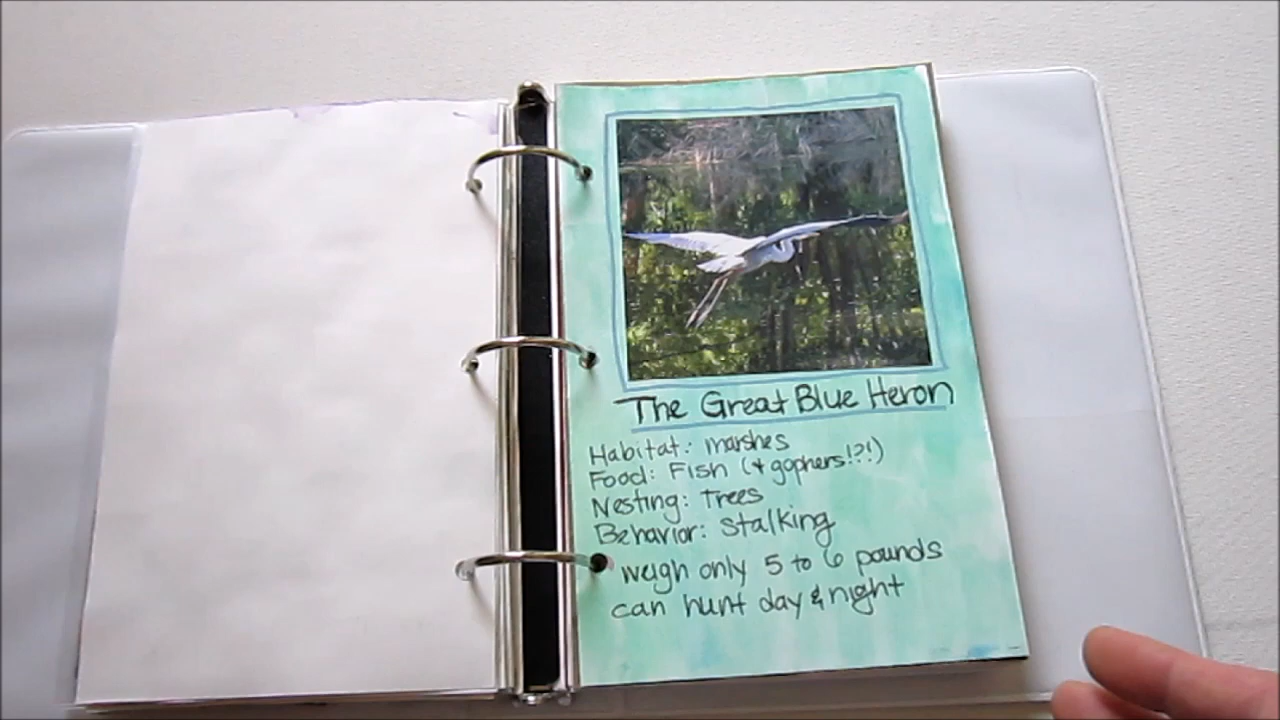 The Great Blue Heron
Habitat: marshes
Food: Fish (& gophers!?!)
Nesting: Trees
Behavior: Stalking
weigh only 5 to 6 pounds
can hunt day & night